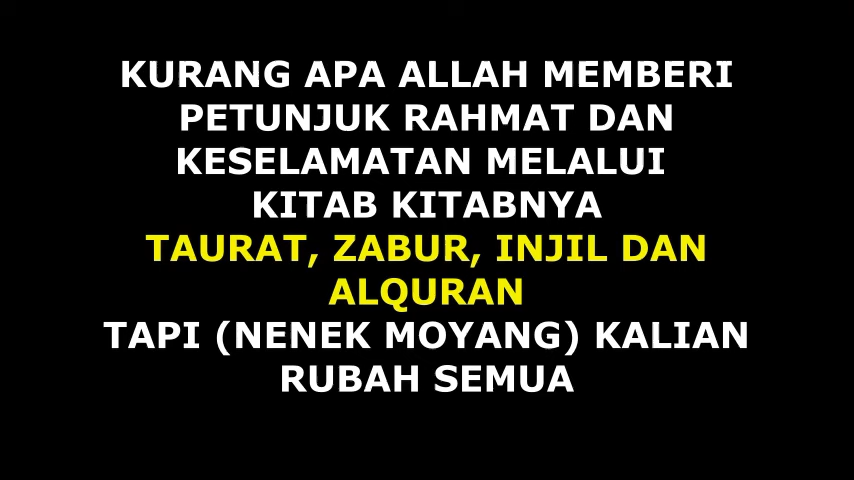 KURANG APA ALLAH MEMBERI
PETUNJUK RAHMAT DAN
KESELAMATAN MELALUI
KITAB KITABNYA
TAURAT, ZABUR, INJIL DAN
ALQURAN
TAPI (NENEK MOYANG) KALIAN
RUBAH SEMUA